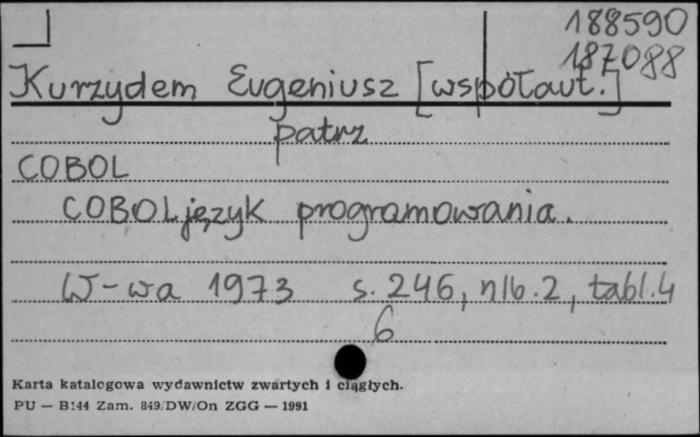 188590
187088
Kurzydem Eugeniusz [współaut.]
patrz
COBOL
COBOL język programowania.
W-wa 1973 s. 246, nlb. 2, tabl. 4
6
Karta katalogowa wydawnictw zwartych i ciągłych.
PU — B144 Zam. 849/DW/On ZGG — 1991